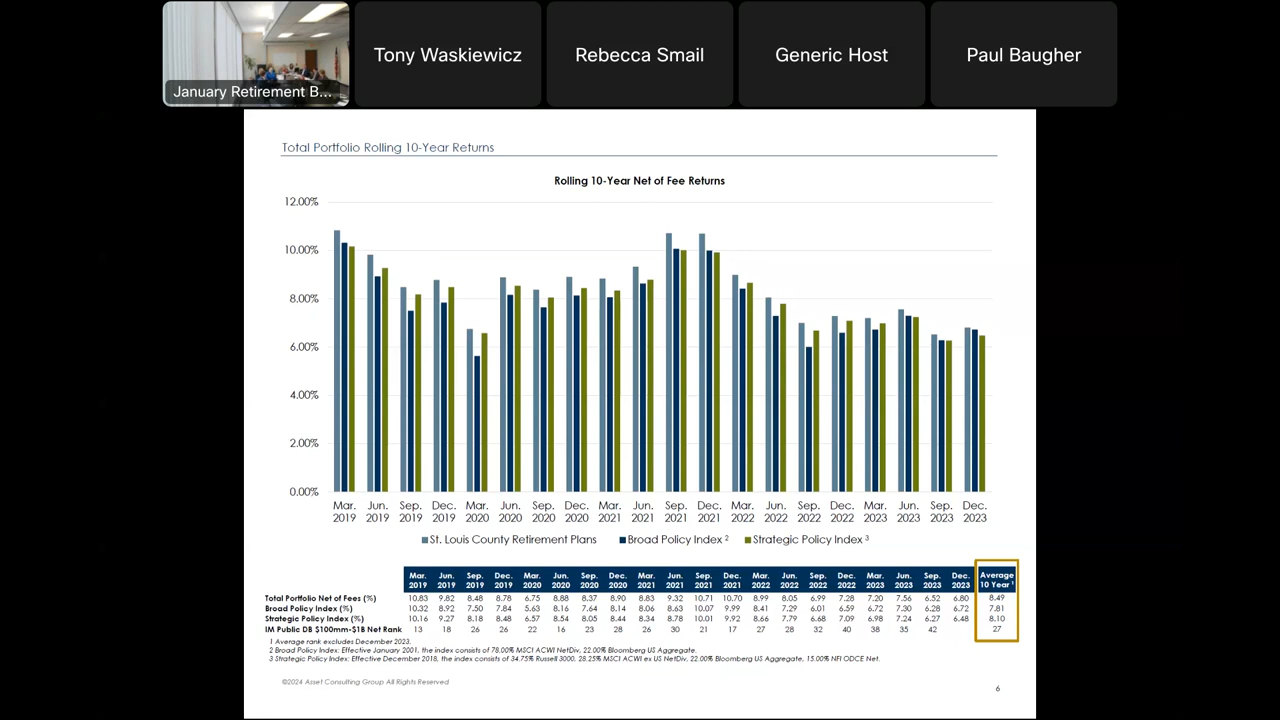 January Retirement B...
Tony Waskiewicz
Rebecca Smail
Generic Host
Paul Baugher
Total Portfolio Rolling 10-Year Returns
Rolling 10-Year Net of Fee Returns
12.00%
10.00%
8.00%
6.00%
4.00%
2.00%
0.00%
Mar. Jun. Sep. Dec. Mar. Jun. Sep. Dec. Mar. Jun. Sep. Dec. Mar. Jun. Sep. Dec. Mar. Jun. Sep. Dec.
2019 2019 2019 2019 2020 2020 2020 2020 2021 2021 2021 2021 2022 2022 2022 2022 2023 2023 2023 2023
St. Louis County Retirement Plans Broad Policy Index 2 Strategic Policy Index 3
Mar. Jun. Sep. Dec. Mar. Jun. Sep. Dec. Mar. Jun. Sep. Dec. Mar. Jun. Sep. Dec. Mar. Jun. Sep. Dec. Average
2019 2019 2019 2019 2020 2020 2020 2020 2021 2021 2021 2021 2022 2022 2022 2022 2023 2023 2023 2023 10 Year 1
Total Portfolio Net of Fees (%) 10.83 9.82 8.48 8.78 6.75 8.88 8.37 8.90 8.83 9.32 10.71 10.70 8.99 8.05 6.99 7.28 7.20 7.56 6.52 6.80 8.49
Broad Policy Index (%) 10.32 8.92 7.50 7.84 5.63 8.16 7.64 8.14 8.06 8.63 10.07 9.99 8.41 7.29 6.01 6.59 6.72 7.30 6.28 6.72 7.81
Strategic Policy Index (%) 10.16 9.27 8.18 8.48 6.57 8.54 8.05 8.44 8.34 8.78 10.01 9.92 8.66 7.79 6.68 7.09 6.98 7.24 6.27 6.48 8.10
IM Public DB $100mm-$1B Net Rank 13 18 26 26 22 16 23 28 26 30 21 17 27 28 32 40 38 35 42 27
1 Average rank excludes December 2023.
2 Broad Policy Index: Effective January 2001, the index consists of 78.00% MSCI ACWI NetDiv, 22.00% Bloomberg US Aggregate.
3 Strategic Policy Index: Effective December 2018, the index consists of 34.75% Russell 3000, 28.25% MSCI ACWI ex US NetDiv, 22.00% Bloomberg US Aggregate, 15.00% NFI ODCE Net.
©2024 Asset Consulting Group All Rights Reserved
6